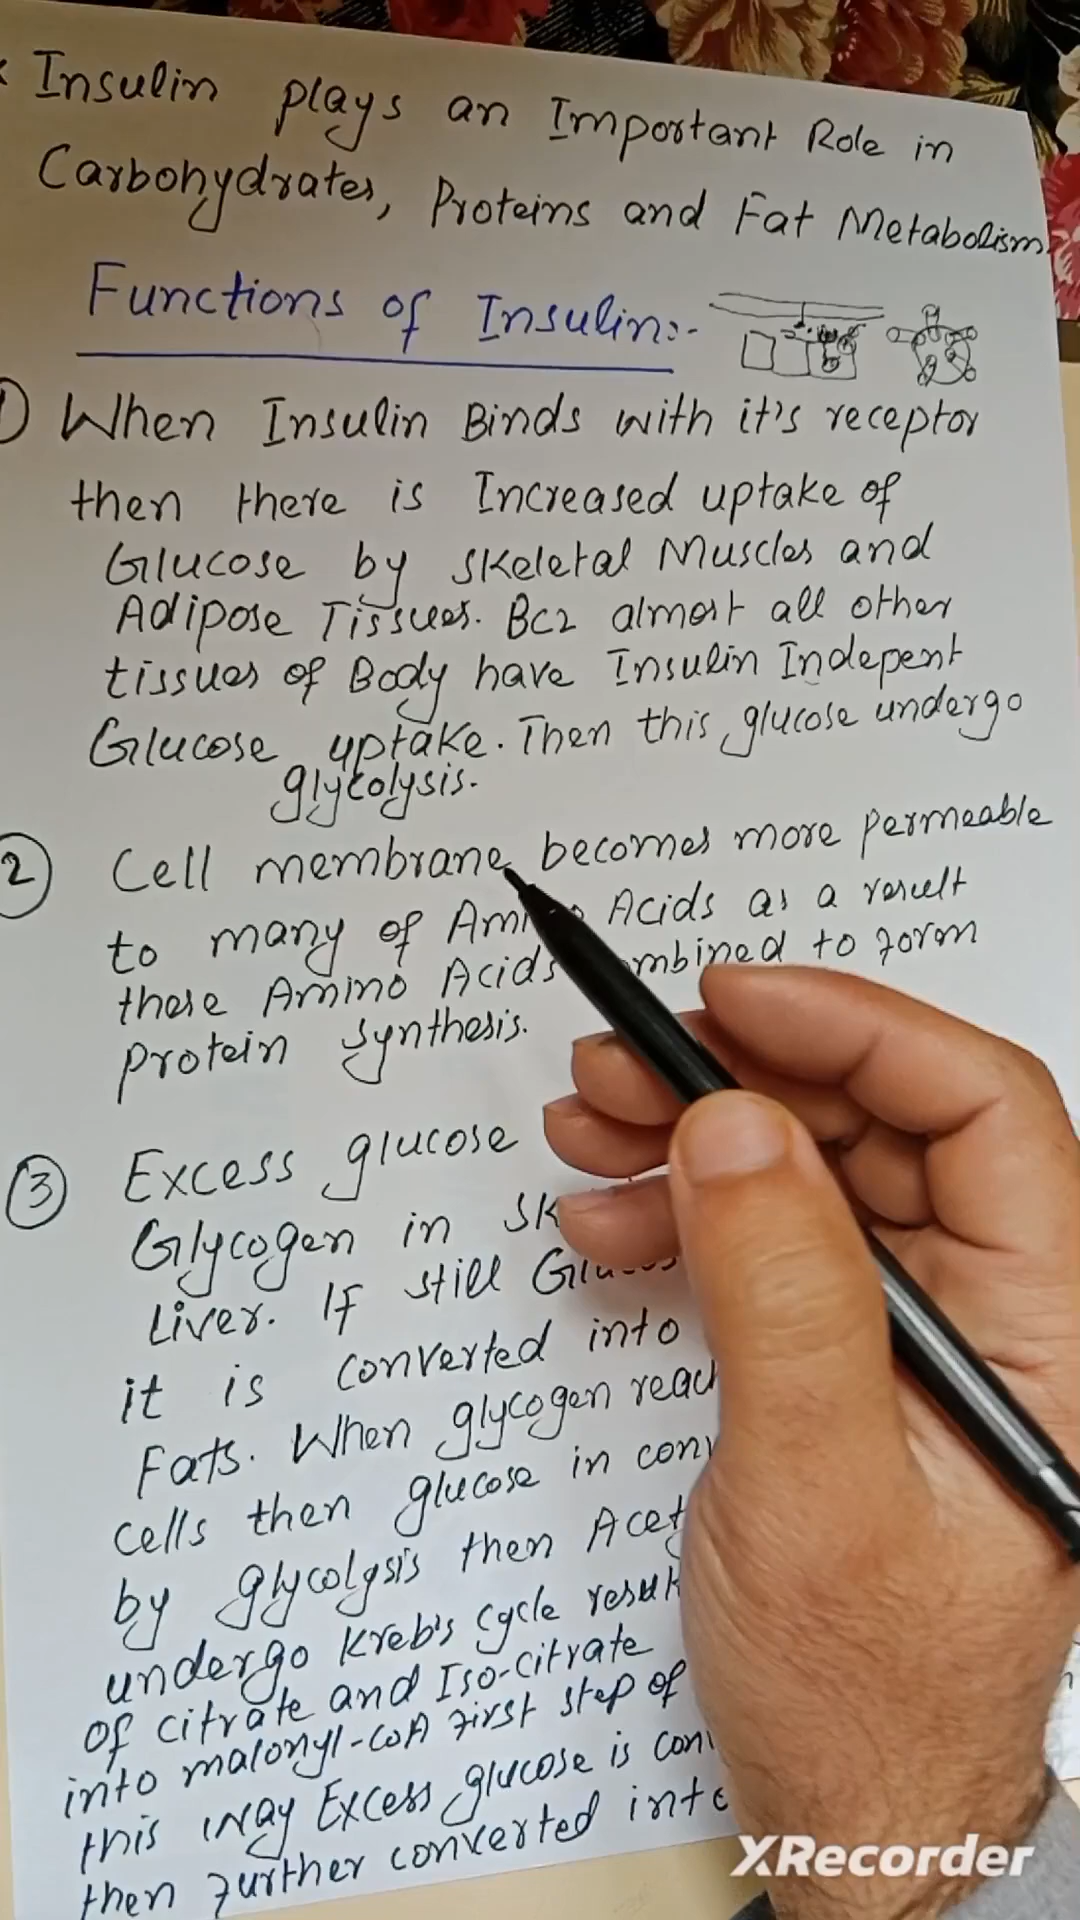 Insulin plays an Important Role in
Carbohydrates, Proteins and Fat Metabolism
Functions of Insulin:-
1) When Insulin Binds with it's receptor
then there is Increased uptake of
Glucose by Skeletal Muscles and
Adipose Tissues. Bcz almost all other
tissues of Body have Insulin Indepent
Glucose uptake. Then this glucose undergo
glycolysis.
2 Cell membrane becomes more permeable
to many of Acids as a result
these Amino Acids to form
protein synthesis.
3 Excess glucose
Glycogen in
Liver. If still
it is converted into
Fats. When glycogen
cells then glucose in
by glycolysis then
undergo Kreb's cycle
of citrate and Iso-citrate
into malonyl-CoA first step of
this way Excess glucose is
then further converted
XRecorder